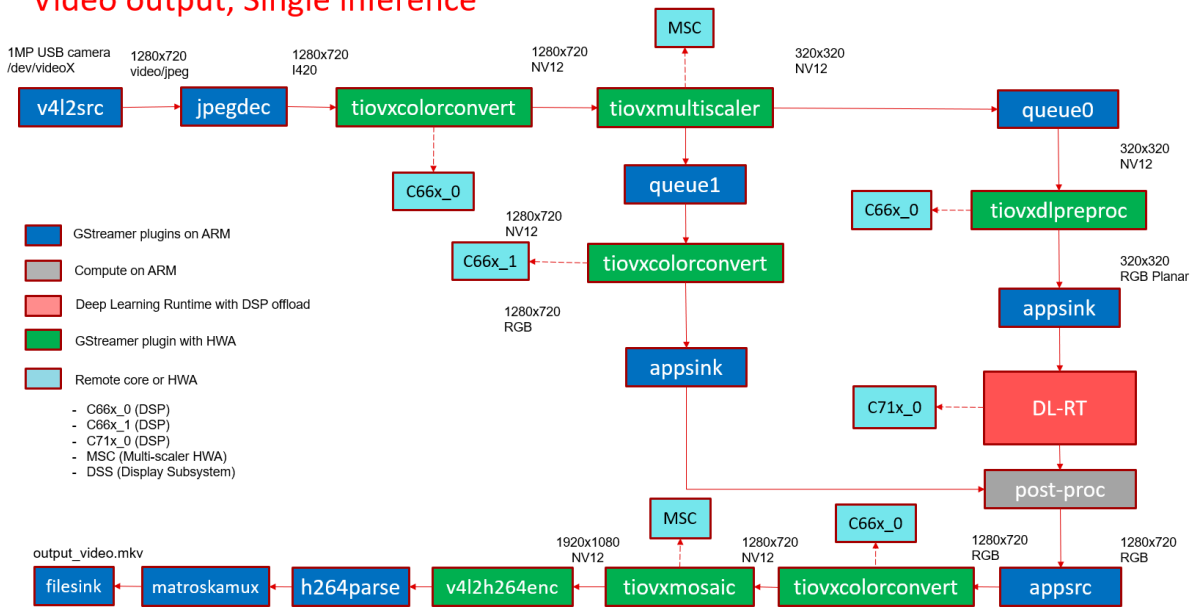 Video output, Single Inference
1MP USB camera
/dev/videoX
1280x720
video/jpeg
1280x720
I420
1280x720
NV12
MSC
320x320
NV12
v4l2src
jpegdec
tiovxcolorconvert
tiovxmultiscaler
queue0
C66x_0
queue1
320x320
NV12
C66x_0
tiovxdlpreproc
1280x720
NV12
C66x_1
tiovxcolorconvert
320x320
RGB Planar
1280x720
RGB
appsink
appsink
GStreamer plugins on ARM
Compute on ARM
Deep Learning Runtime with DSP offload
GStreamer plugin with HWA
Remote core or HWA
- C66x_0 (DSP)
- C66x_1 (DSP)
- C71x_0 (DSP)
- MSC (Multi-scaler HWA)
- DSS (Display Subsystem)
C71x_0
DL-RT
post-proc
MSC
C66x_0
output_video.mkv
1920x1080
NV12
1280x720
NV12
1280x720
RGB
1280x720
RGB
filesink
matroskamux
h264parse
v4l2h264enc
tiovxmosaic
tiovxcolorconvert
appsrc